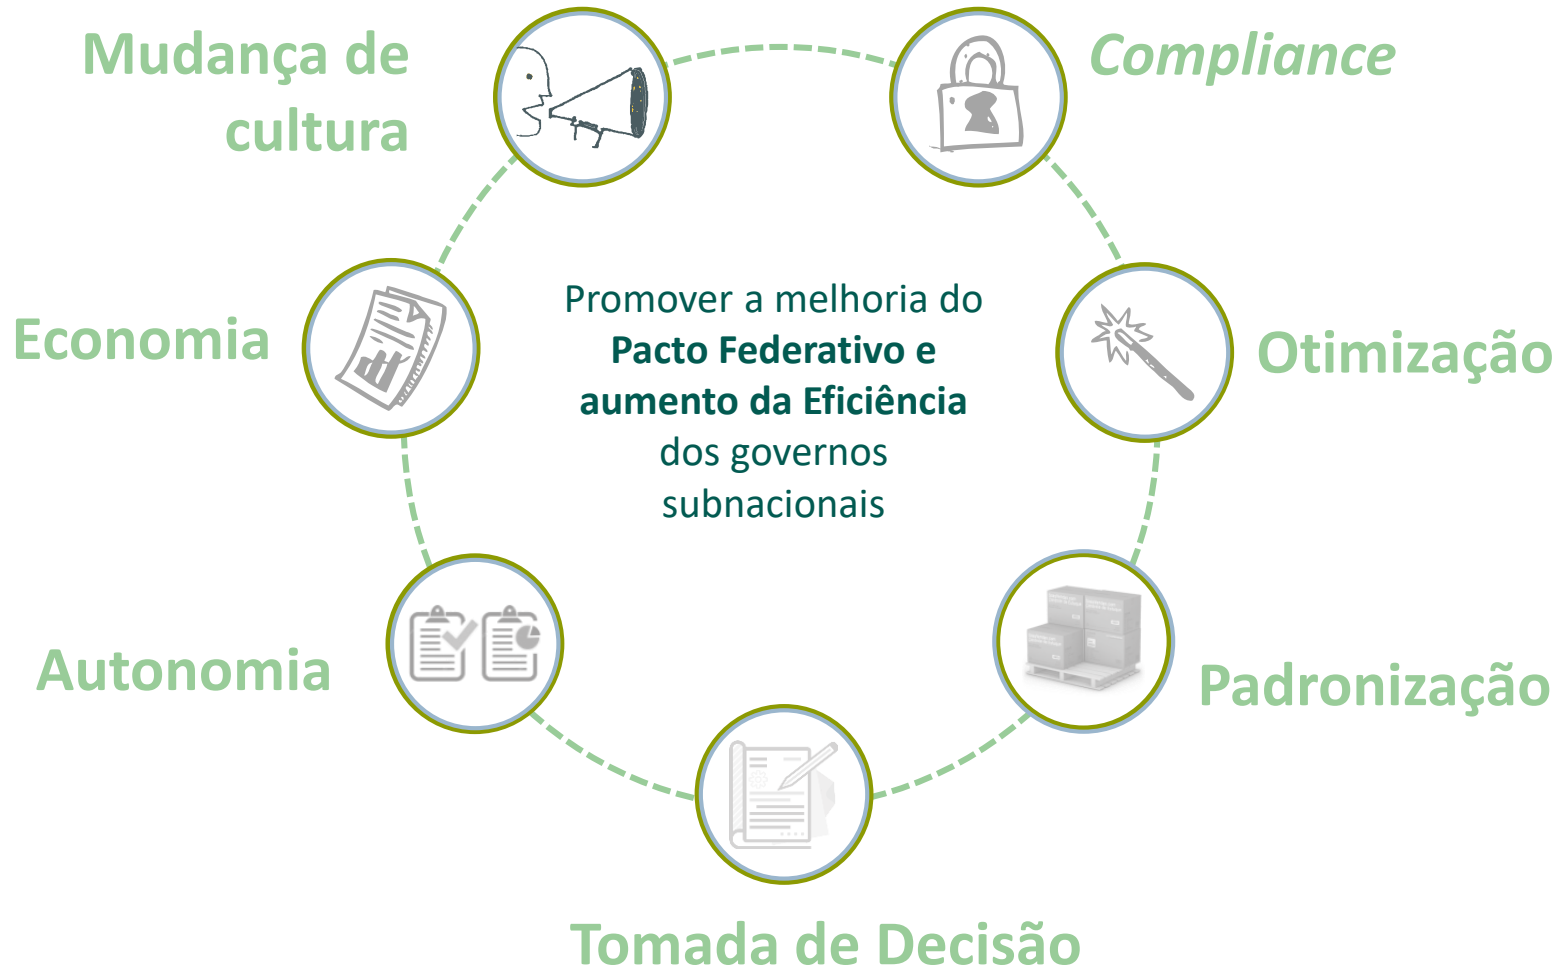 Mudança de
cultura
Compliance
Economia
Promover a melhoria do
Pacto Federativo e
aumento da Eficiência
dos governos
subnacionais
Otimização
Autonomia
Padronização
Tomada de Decisão